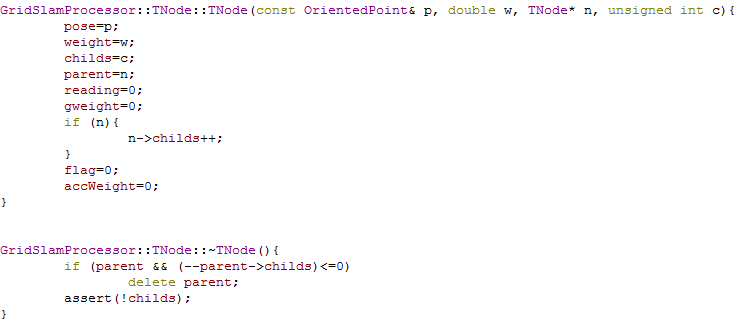 GridSlamProcessor::TNode::TNode(const OrientedPoint& p, double w, TNode* n, unsigned int c){
        pose=p;
        weight=w;
        childs=c;
        parent=n;
        reading=0;
        gweight=0;
        if (n){
                n->childs++;
        }
        flag=0;
        accWeight=0;
}
GridSlamProcessor::TNode::~TNode(){
        if (parent && (--parent->childs)<=0)
                delete parent;
        assert(!childs);
}